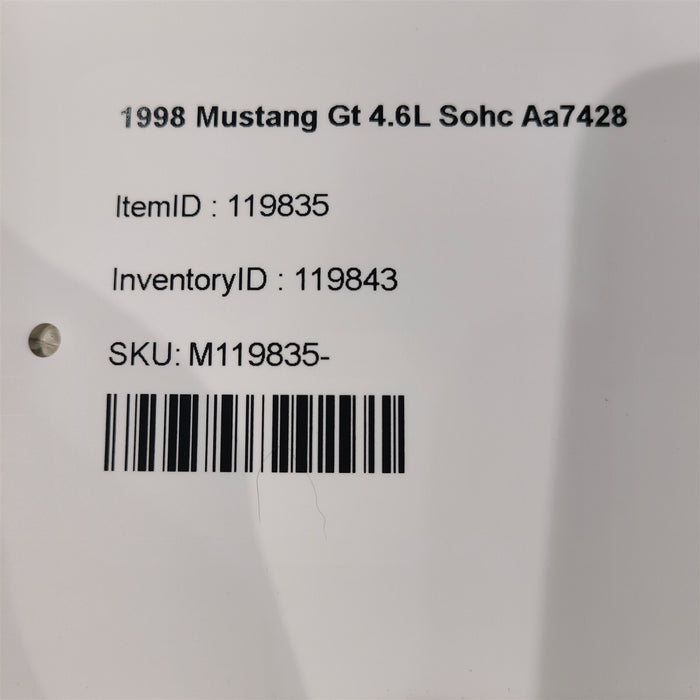 1998 Mustang Gt 4.6L Sohc Aa7428
ItemID : 119835
InventoryID : 119843
SKU: M119835-